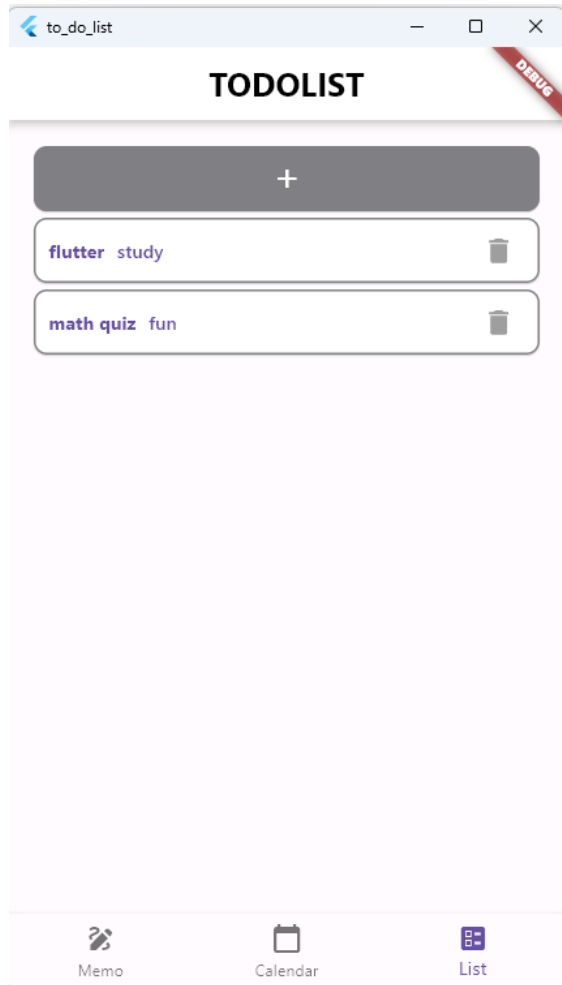 to_do_list
DEBUG
TODOLIST
+
flutter study
math quiz fun
Memo Calendar List